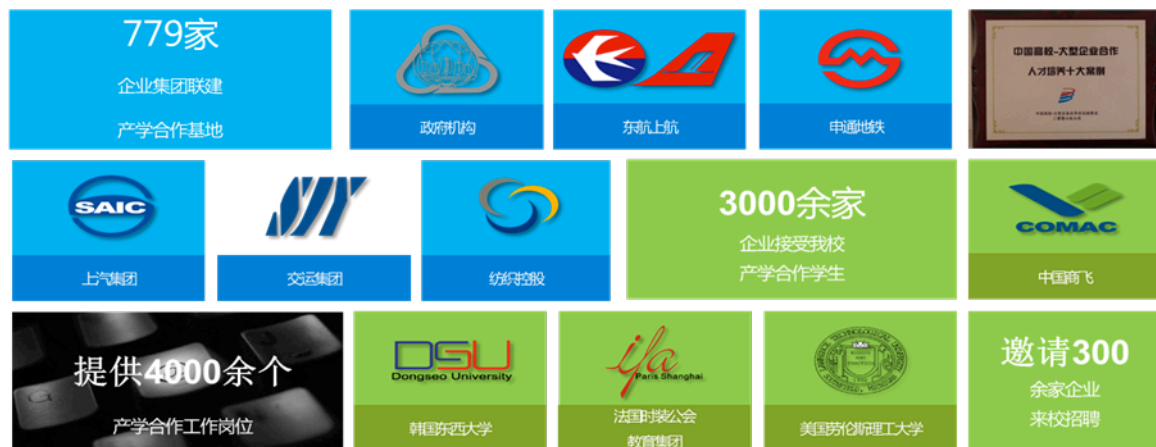 779家
企业集团联建
产学合作基地
政府机构
东航上航
申通地铁
中国高校-大型企业合作
人才培养十大案例
SAIC
上汽集团
交运集团
纺织控股
3000余家
企业接受我校
产学合作学生
COMAC
中国商飞
提供4000余个
产学合作工作岗位
DSU
Dongseo University
韩国东西大学
ifa
Paris Shanghai
法国时装公会
教育集团
美国劳伦斯理工大学
邀请300
余家企业
来校招聘